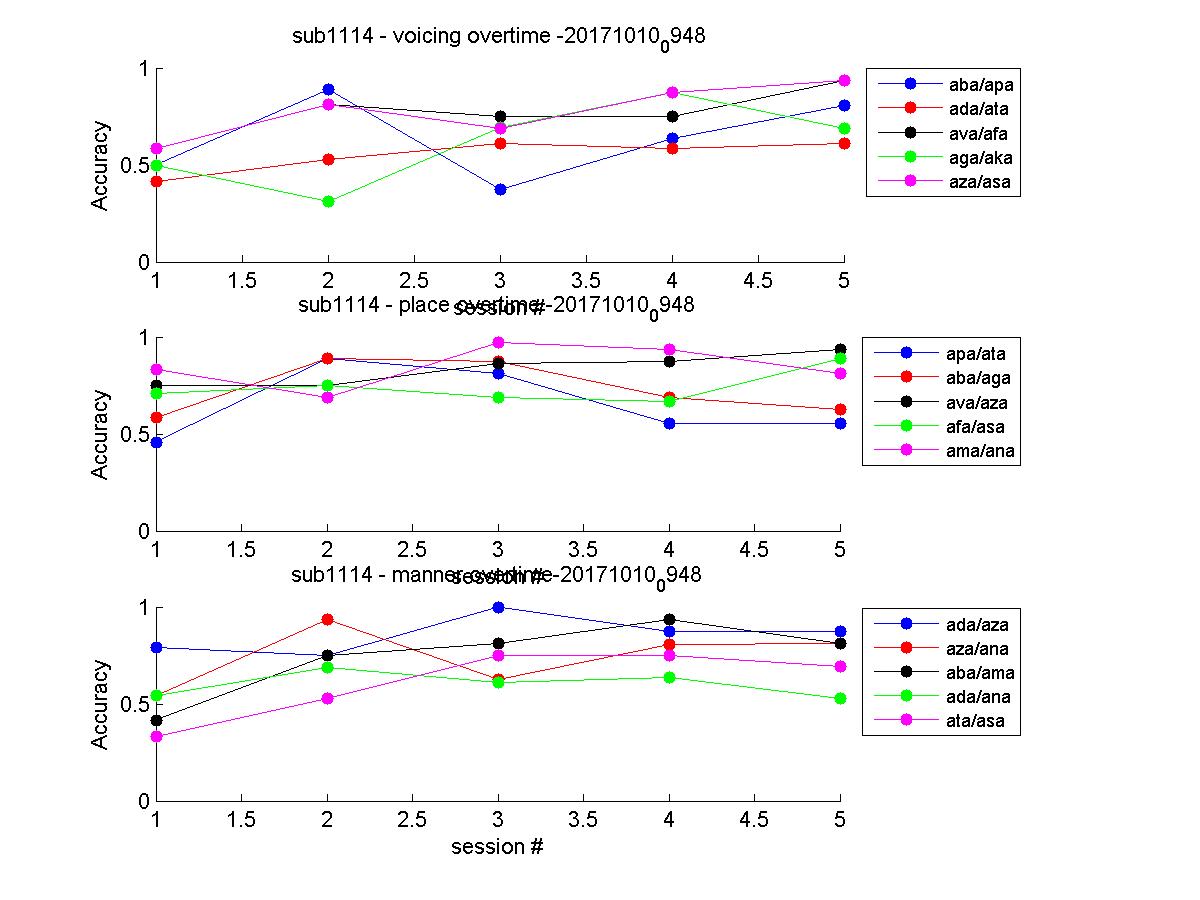 sub1114 - voicing overtime -20171010_0948
1
0.5
0
Accuracy
1 1.5 2 2.5 3 3.5 4 4.5 5
session #
aba/apa
ada/ata
ava/afa
aga/aka
aza/asa
sub1114 - place overtime -20171010_0948
1
0.5
0
Accuracy
1 1.5 2 2.5 3 3.5 4 4.5 5
session #
apa/ata
aba/aga
ava/aza
afa/asa
ama/ana
sub1114 - manner overtime -20171010_0948
1
0.5
0
Accuracy
1 1.5 2 2.5 3 3.5 4 4.5 5
session #
ada/aza
aza/ana
aba/ama
ada/ana
ata/asa